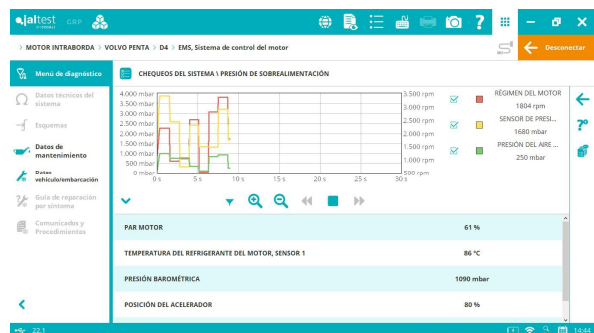 jaltest GRP
> MOTOR INTRABORDA > VOLVO PENTA > D4 > EMS, Sistema de control del motor
Desconectar
Menú de diagnóstico
Datos técnicos del
sistema
Esquemas
Datos de
mantenimiento
Datos
vehículo/embarcación
Guía de reparación
por síntoma
Comunicados y
Procedimientos
22.1
CHEQUEOS DEL SISTEMA \ PRESIÓN DE SOBREALIMENTACIÓN
4.000 mbar
3.500 mbar
3.000 mbar
2.500 mbar
2.000 mbar
1.500 mbar
1.000 mbar
500 mbar
0 mbar
3.500 rpm
3.000 rpm
2.500 rpm
2.000 rpm
1.500 rpm
1.000 rpm
500 rpm
0 s
5 s
10 s
15 s
20 s
25 s
30 s
RÉGIMEN DEL MOTOR
1804 rpm
SENSOR DE PRESI...
1680 mbar
PRESIÓN DEL AIRE ...
250 mbar
PAR MOTOR 61 %
TEMPERATURA DEL REFRIGERANTE DEL MOTOR, SENSOR 1 86 °C
PRESIÓN BAROMÉTRICA 1090 mbar
POSICIÓN DEL ACELERADOR 80 %
14:44